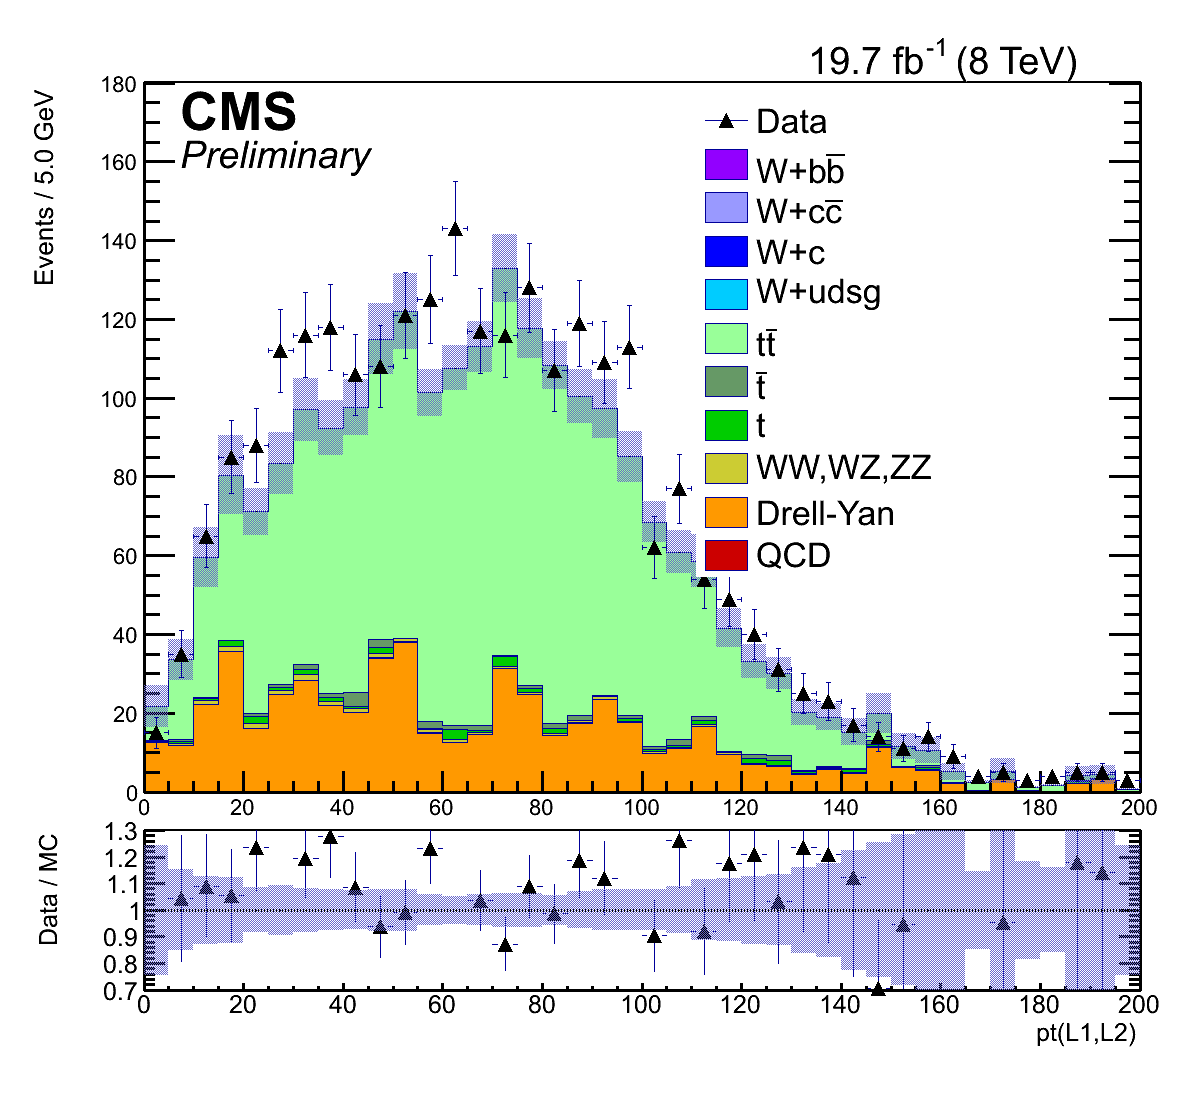 19.7 fb⁻¹ (8 TeV)
CMS
Preliminary
Events / 5.0 GeV
180
160
140
120
100
80
60
40
20
0
Data
W+bb̅
W+cc̅
W+c
W+udsg
tt̅
t̅
t
WW,WZ,ZZ
Drell-Yan
QCD
0 20 40 60 80 100 120 140 160 180 200
Data / MC
1.3
1.2
1.1
1
0.9
0.8
0.7
0 20 40 60 80 100 120 140 160 180 200
pt(L1,L2)